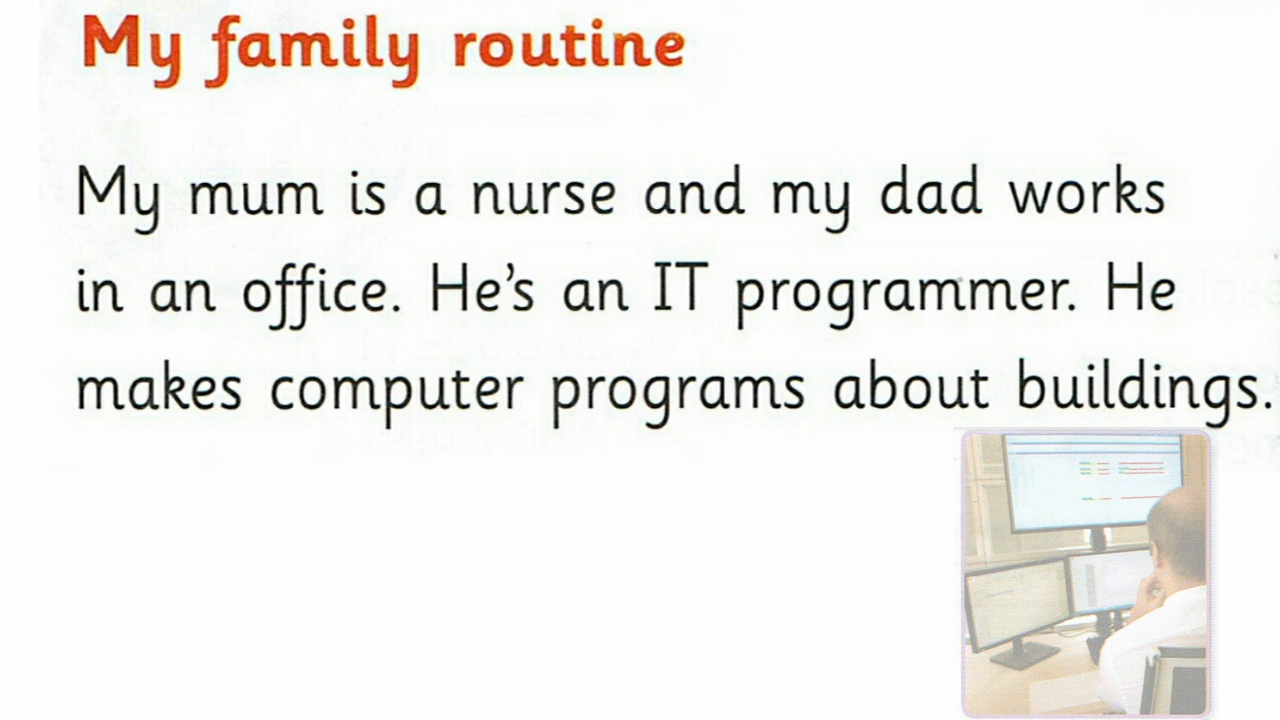 My family routine
My mum is a nurse and my dad works
in an office. He's an IT programmer. He
makes computer programs about buildings.